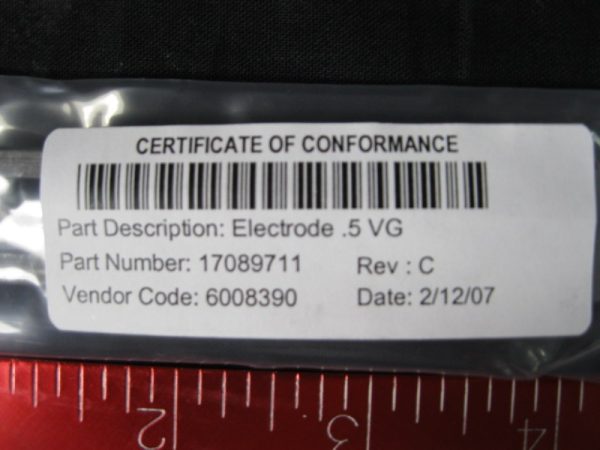 CERTIFICATE OF CONFORMANCE
Part Description: Electrode .5 VG
Part Number: 17089711 Rev : C
Vendor Code: 6008390 Date: 2/12/07
2 3 4